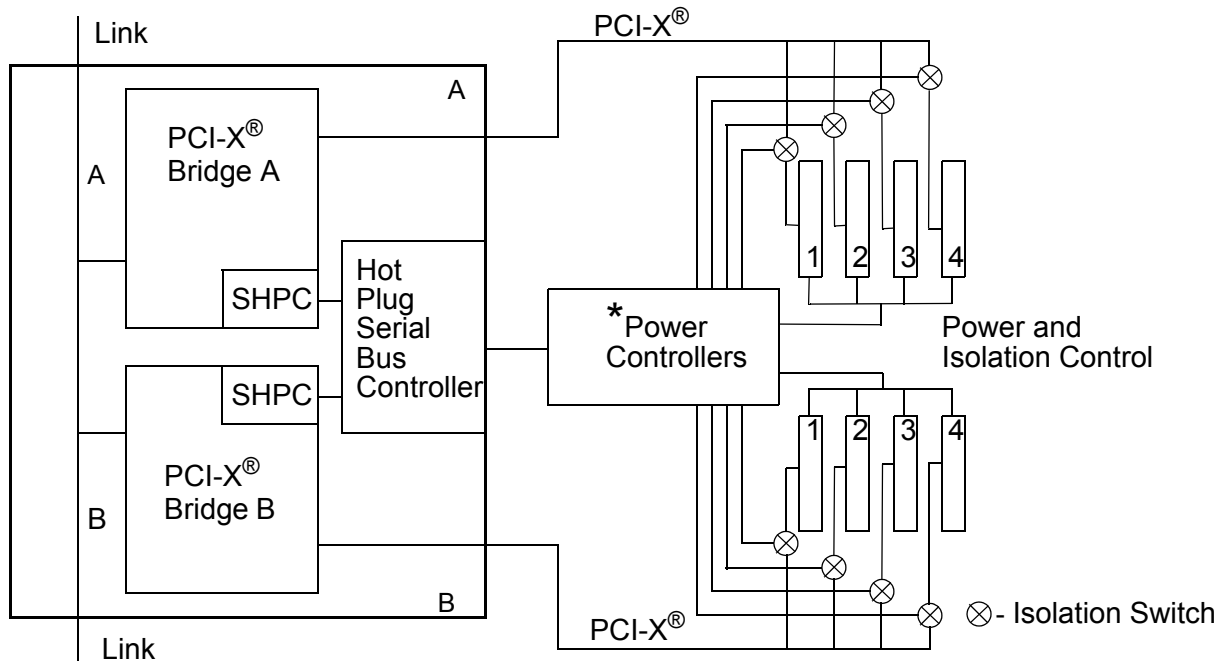 Link
PCI-X®
A
PCI-X®
Bridge A
A
SHPC
Hot
Plug
Serial
Bus
Controller
*Power
Controllers
1 2 3 4
Power and
Isolation Control
SHPC
1 2 3 4
PCI-X®
Bridge B
B
B
PCI-X®
⊗- Isolation Switch
Link